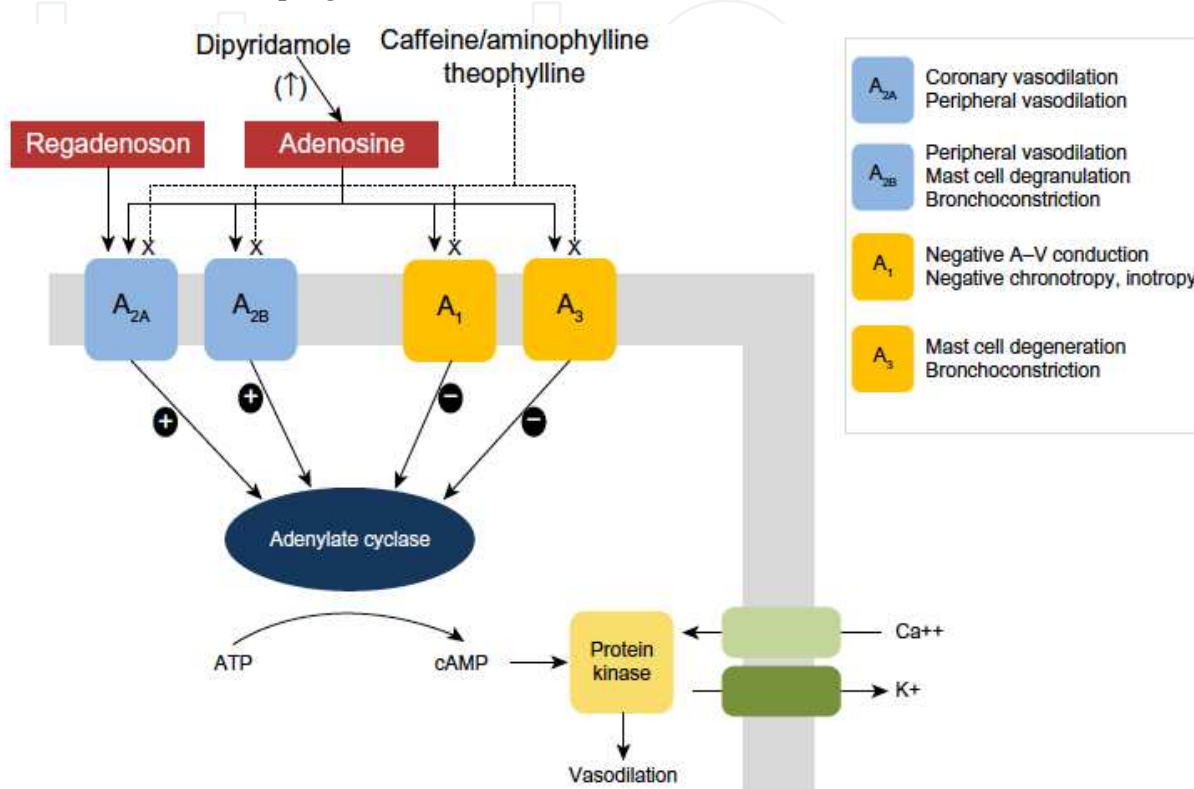 Dipyridamole
(↑)
Caffeine/aminophylline
theophylline
Regadenoson
Adenosine
X
X
X
X
A2A
A2B
A1
A3
+
+
−
−
Adenylate cyclase
ATP
cAMP
Protein
kinase
Vasodilation
Ca++
K+
A2A
Coronary vasodilation
Peripheral vasodilation
A2B
Peripheral vasodilation
Mast cell degranulation
Bronchoconstriction
A1
Negative A–V conduction
Negative chronotropy, inotropy
A3
Mast cell degeneration
Bronchoconstriction